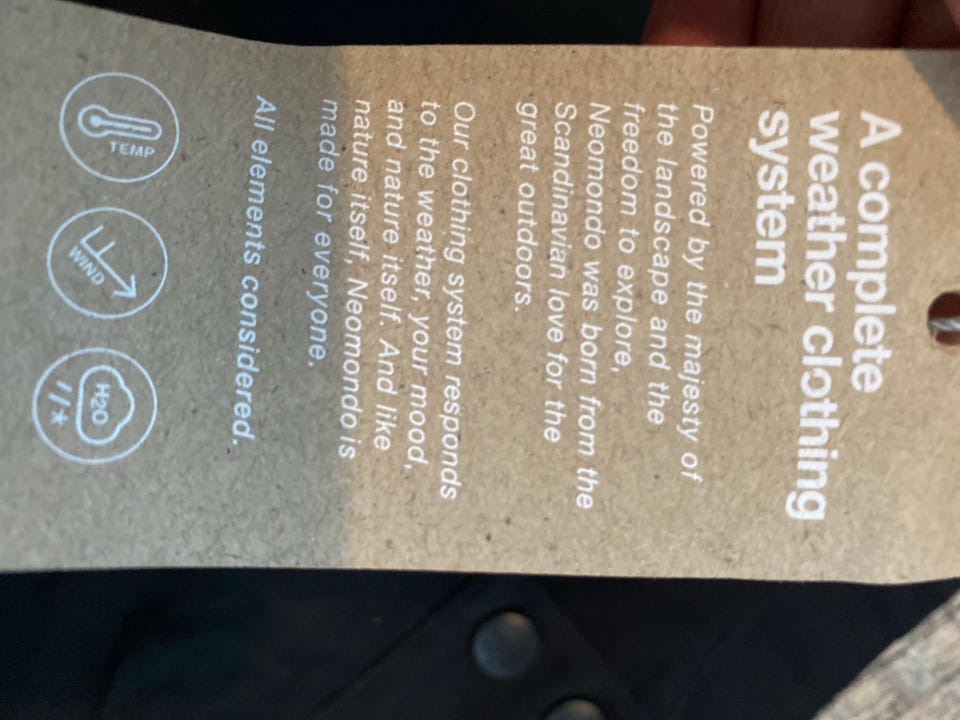 A complete
weather clothing
system
Powered by the majesty of
the landscape and the
freedom to explore,
Neomondo was born from the
Scandinavian love for the
great outdoors.
Our clothing system responds
to the weather, your mood,
and nature itself. And like
nature itself, Neomondo is
made for everyone.
All elements considered.
TEMP
WIND
H2O